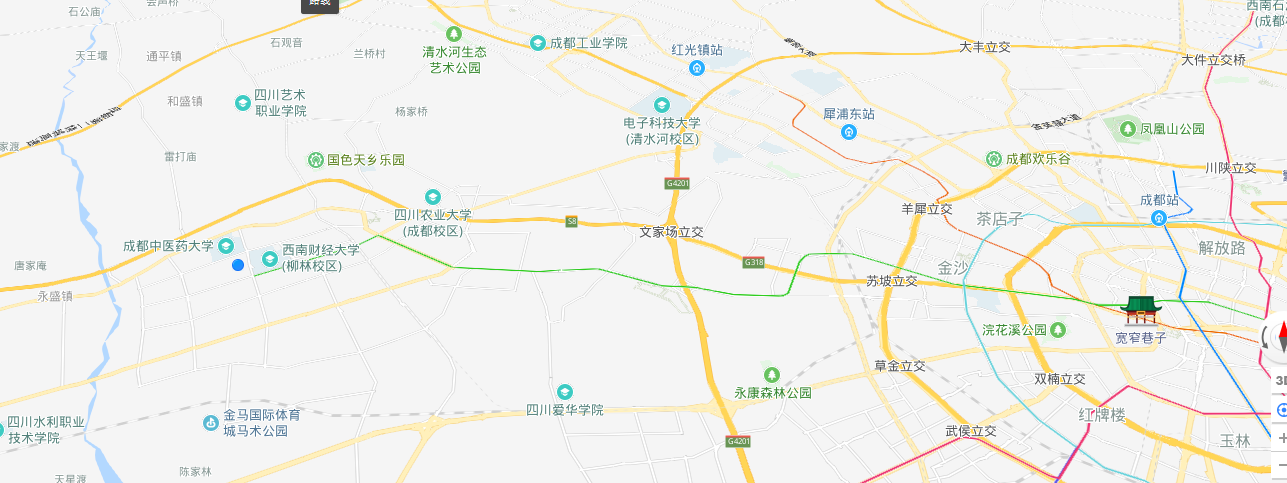 路线
石公庙
会声桥
西南石
天王堰
通平镇
石观音
兰桥村
清水河生态
艺术公园
成都工业学院
红光镇站
大丰立交
大件立交桥
和盛镇
四川艺术
职业学院
杨家桥
电子科技大学
(清水河校区)
犀浦东站
凤凰山公园
家渡
雷打庙
国色天乡乐园
G4201
成都欢乐谷
川陕立交
四川农业大学
(成都校区)
S8
文家场立交
羊犀立交
茶店子
成都站
成都中医药大学
西南财经大学
(柳林校区)
解放路
唐家庵
G318
金沙
苏坡立交
永盛镇
浣花溪公园
宽窄巷子
草金立交
双楠立交
3D
永康森林公园
四川爱华学院
红牌楼
金马国际体育
城马术公园
四川水利职业
技术学院
武侯立交
玉林
G4201
陈家林
天星渡